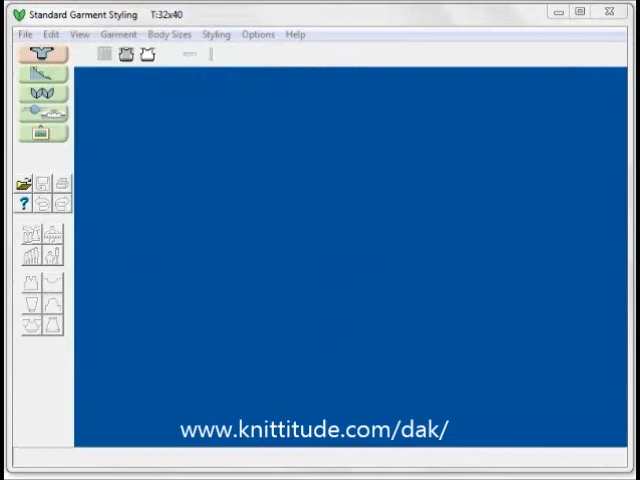 Standard Garment Styling T:32x40
File Edit View Garment Body Sizes Styling Options Help
?
www.knittitude.com/dak/